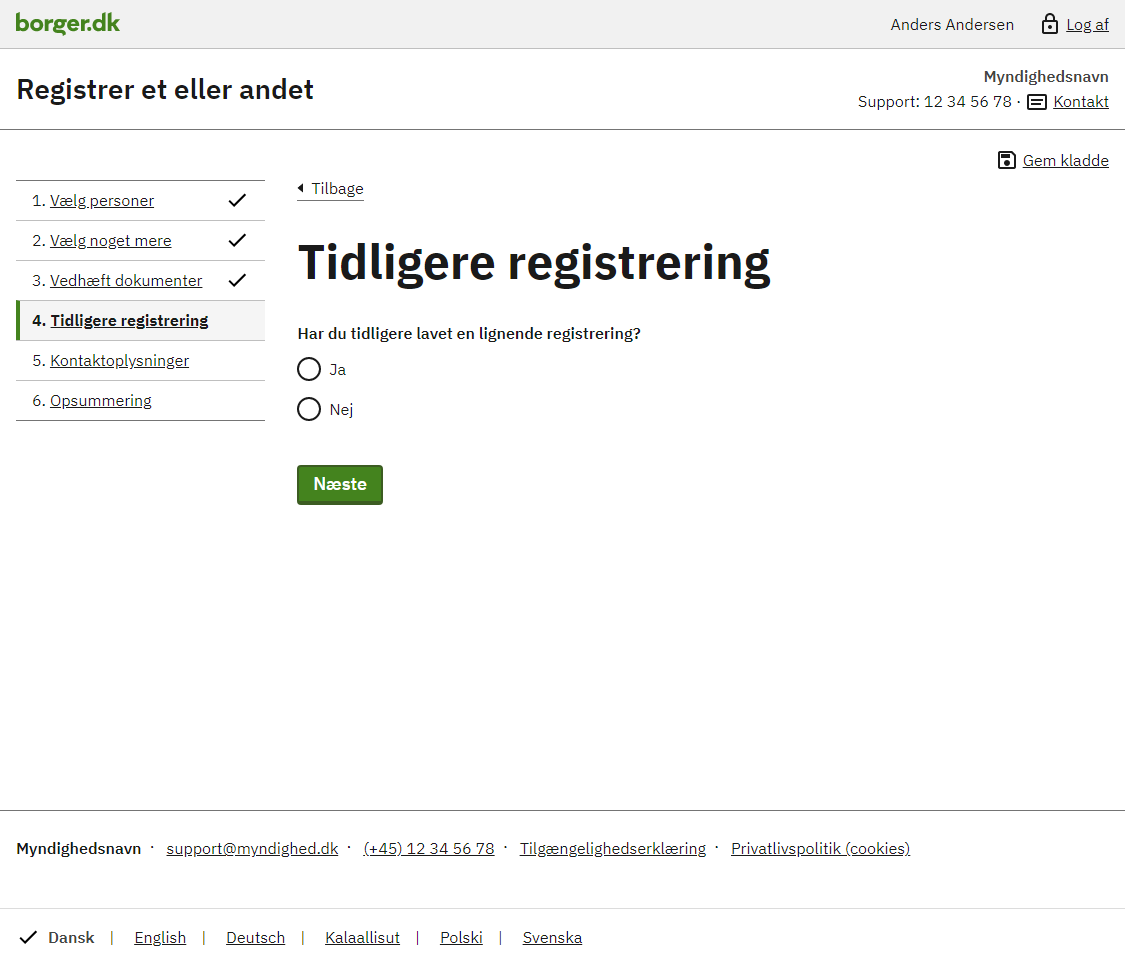 borger.dk
Anders Andersen
Log af
Registrer et eller andet
Myndighedsnavn
Support: 12 34 56 78 · Kontakt
Gem kladde
1. Vælg personer
2. Vælg noget mere
3. Vedhæft dokumenter
4. Tidligere registrering
5. Kontaktoplysninger
6. Opsummering
Tilbage
Tidligere registrering
Har du tidligere lavet en lignende registrering?
Ja
Nej
Næste
Myndighedsnavn · support@myndighed.dk · (+45) 12 34 56 78 · Tilgængelighedserklæring · Privatlivspolitik (cookies)
Dansk | English | Deutsch | Kalaallisut | Polski | Svenska